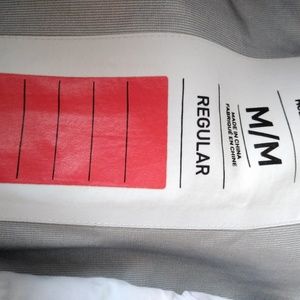 M/M
MADE IN CHINA
FABRIQUÉ EN CHINE
REGULAR